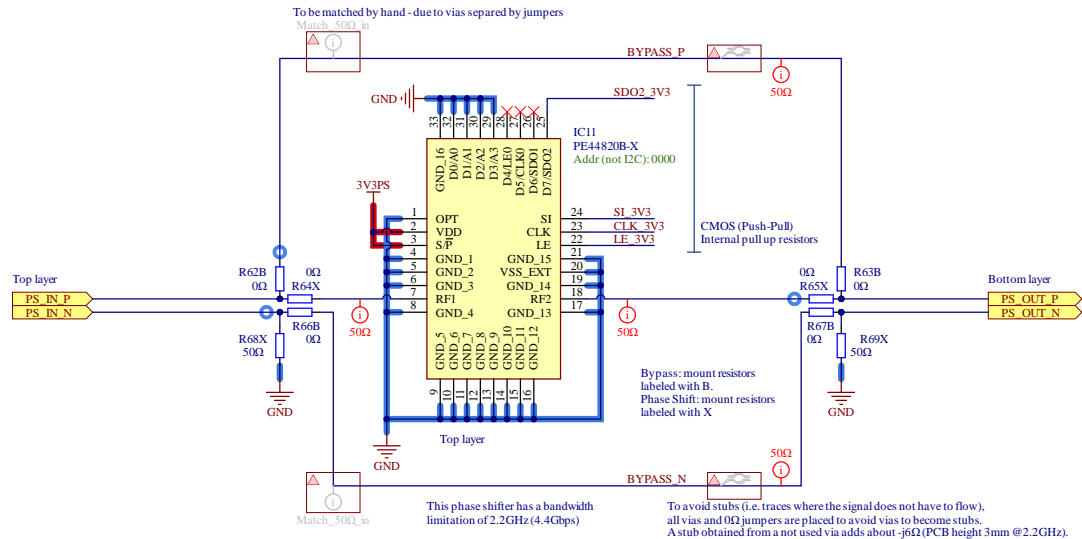 To be matched by hand - due to vias separed by jumpers
Match_50Ω_in
i
BYPASS_P
i
50Ω
GND
SDO2_3V3
33
32
31
30
29
28
27
26
25
GND_16
D0/A0
D1/A1
D2/A2
D3/A3
D4/LE0
D5/CLK0
D6/SDO1
D7/SDO2
IC11
PE44820B-X
Addr (not I2C): 0000
3V3PS
1 OPT
2 VDD
3 S/P
4 GND_1
5 GND_2
6 GND_3
7 RF1
8 GND_4
SI 24 SI_3V3
CLK 23 CLK_3V3
LE 22 LE_3V3
GND_15 21
VSS_EXT 20
GND_14 19
RF2 18
GND_13 17
CMOS (Push-Pull)
Internal pull up resistors
GND_5
GND_6
GND_7
GND_8
GND_9
GND_10
GND_11
GND_12
9
10
11
12
13
14
15
16
Top layer
PS_IN_P
PS_IN_N
R62B
0Ω
0Ω
R64X
R66B
0Ω
R68X
50Ω
GND
i
50Ω
i
50Ω
0Ω
R65X
R63B
0Ω
R67B
0Ω
R69X
50Ω
GND
Bottom layer
PS_OUT_P
PS_OUT_N
Bypass: mount resistors
labeled with B.
Phase Shift: mount resistors
labeled with X
Top layer
GND
i
Match_50Ω_in
BYPASS_N
50Ω
i
This phase shifter has a bandwidth
limitation of 2.2GHz (4.4Gbps)
To avoid stubs (i.e. traces where the signal does not have to flow),
all vias and 0Ω jumpers are placed to avoid vias to become stubs.
A stub obtained from a not used via adds about -j6Ω (PCB height 3mm @2.2GHz).